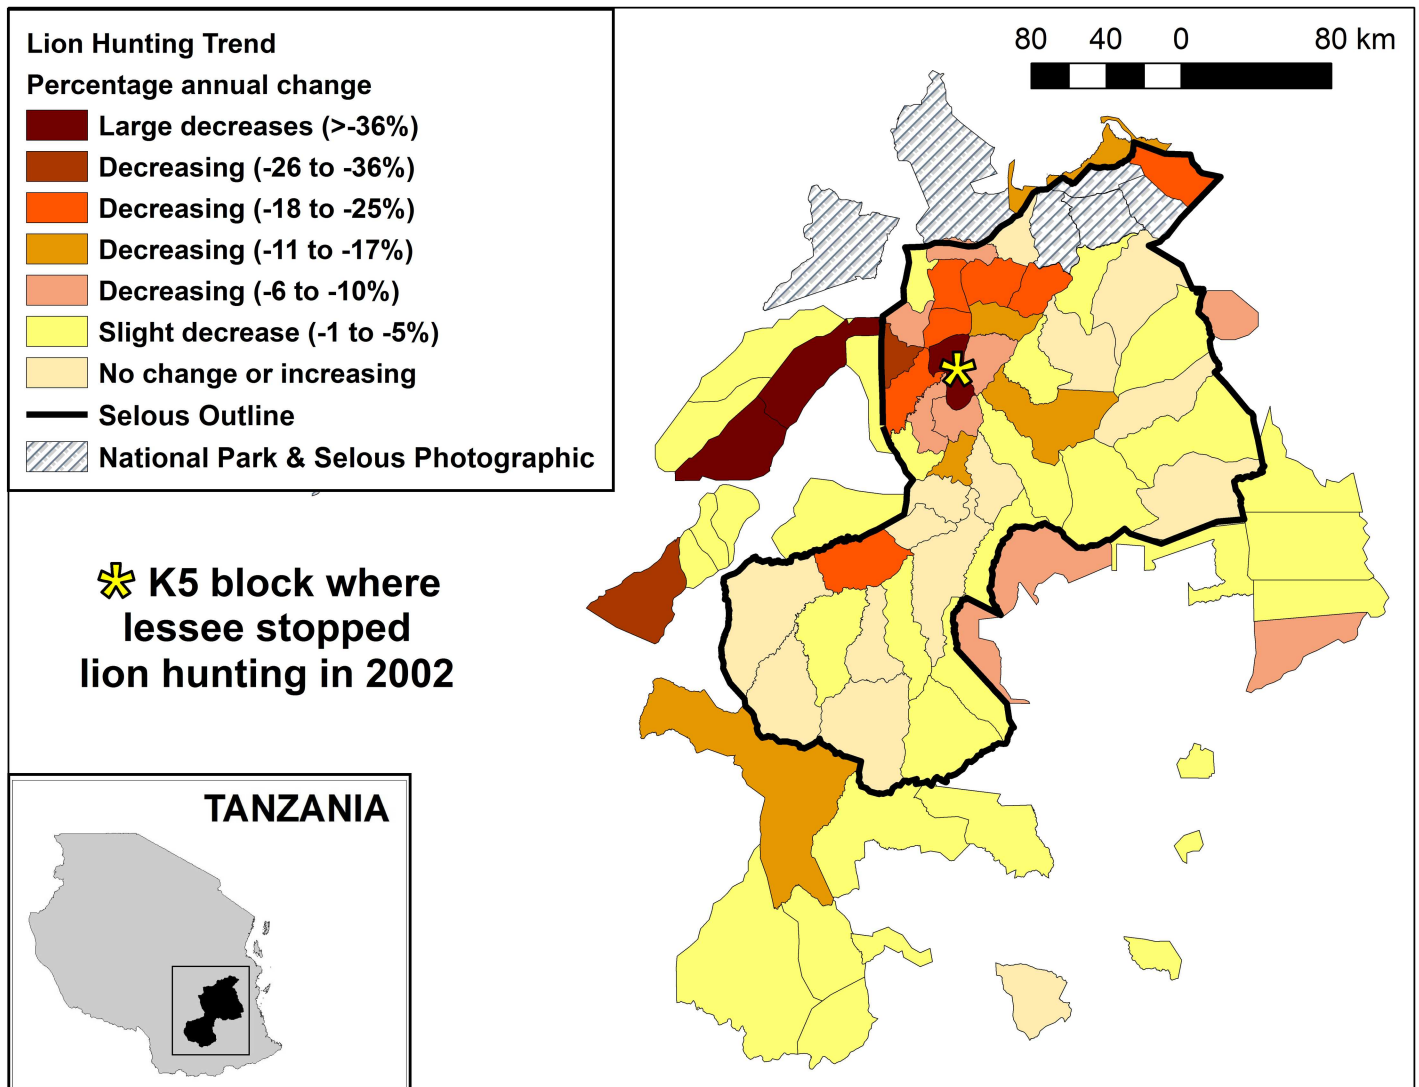 Lion Hunting Trend
Percentage annual change
Large decreases (>-36%)
Decreasing (-26 to -36%)
Decreasing (-18 to -25%)
Decreasing (-11 to -17%)
Decreasing (-6 to -10%)
Slight decrease (-1 to -5%)
No change or increasing
Selous Outline
National Park & Selous Photographic
80 40 0 80 km
K5 block where
lessee stopped
lion hunting in 2002
TANZANIA